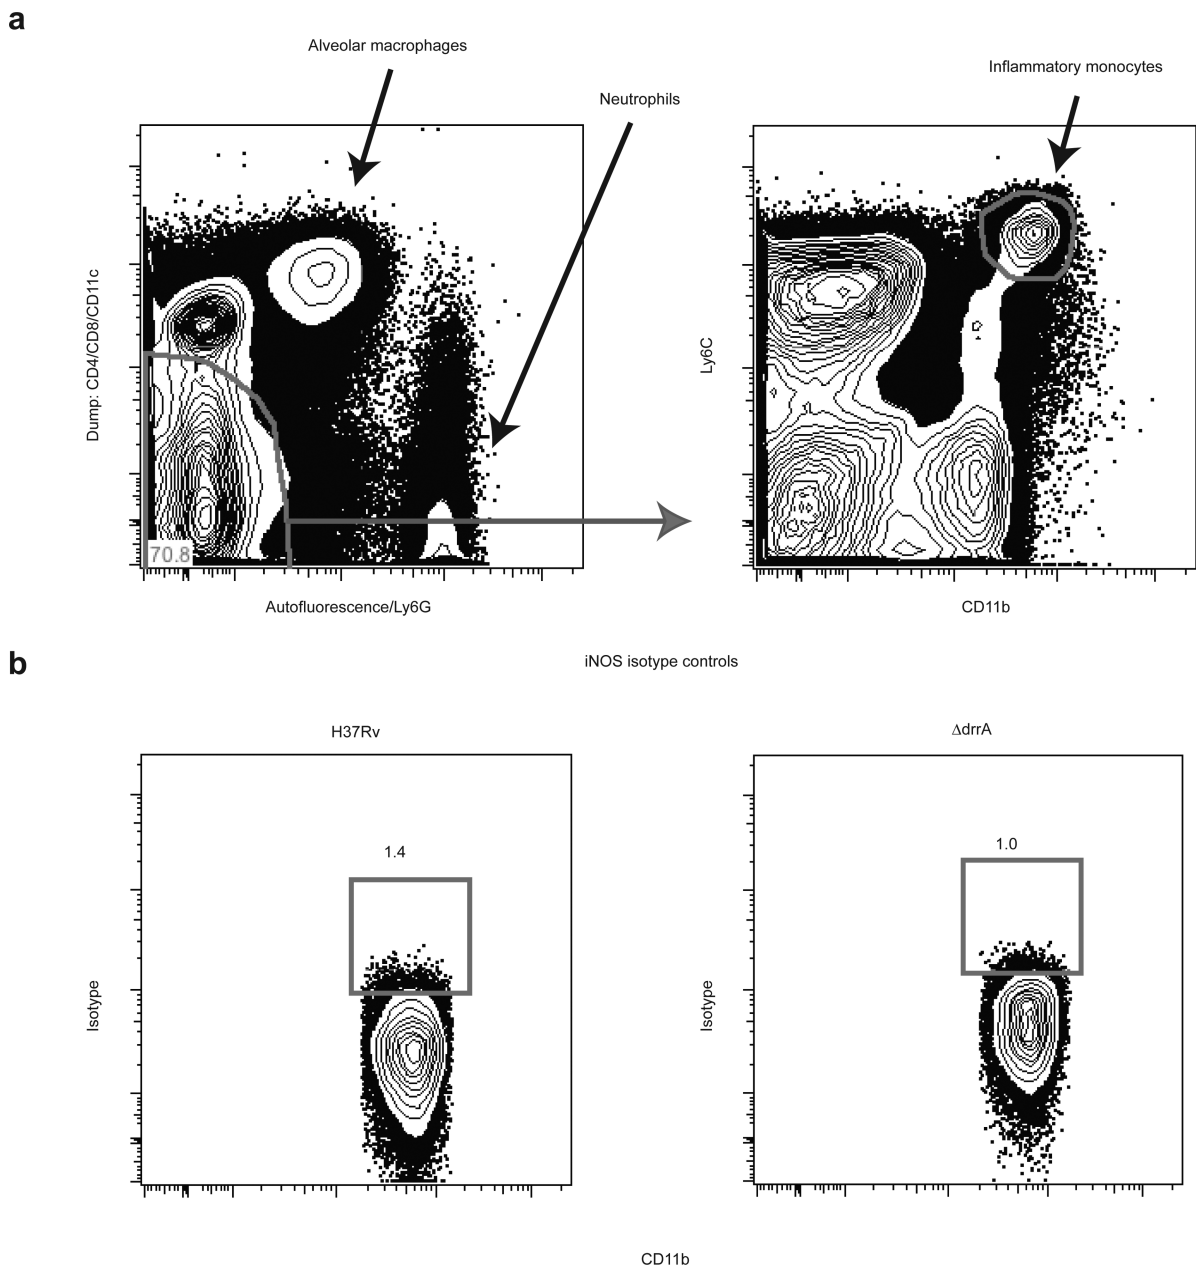 a
Alveolar macrophages
Inflammatory monocytes
Neutrophils
Dump: CD4/CD8/CD11c
Ly6C
70.8
Autofluorescence/Ly6G
CD11b
b
iNOS isotype controls
H37Rv
ΔdrrA
1.4
1.0
Isotype
Isotype
CD11b